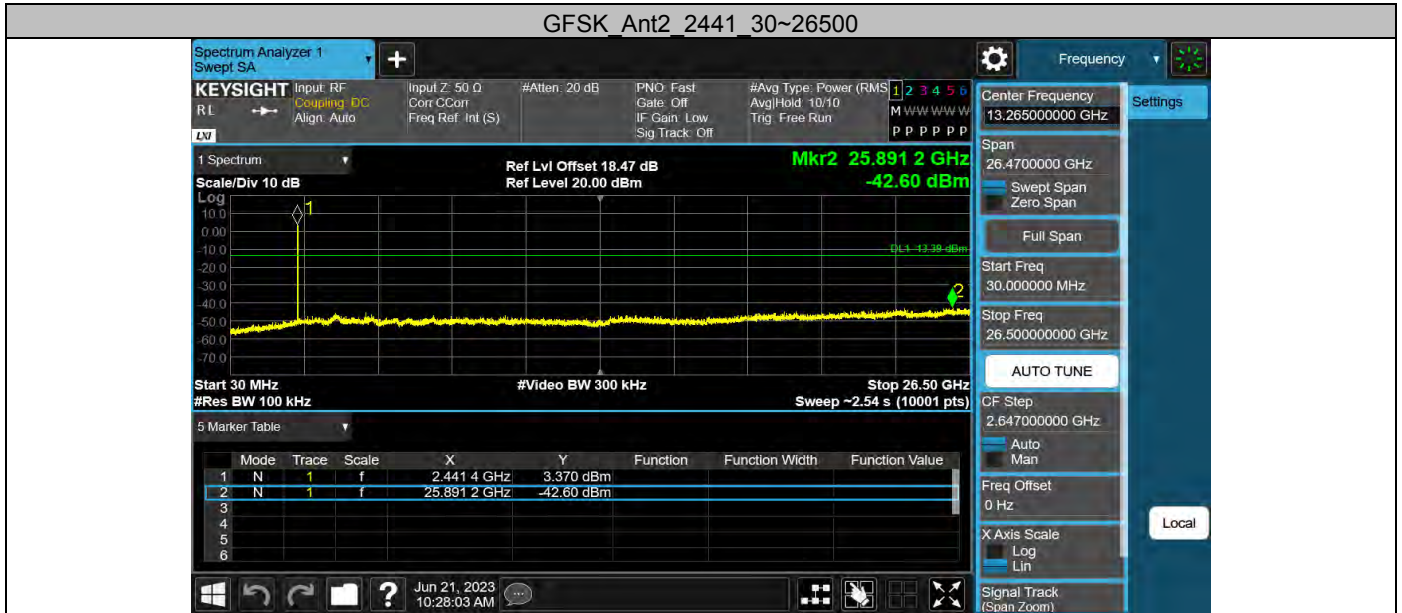 GFSK_Ant2_2441_30~26500
Spectrum Analyzer 1
Swept SA
+
Frequency
KEYSIGHT
RL
LXI
Input: RF
Coupling: DC
Align: Auto
Input Z: 50 Ω
Corr CCorr
Freq Ref: Int (S)
#Atten: 20 dB
PNO: Fast
Gate: Off
IF Gain: Low
Sig Track: Off
#Avg Type: Power (RMS
Avg|Hold: 10/10
Trig: Free Run
1 2 3 4 5 6
M W W W W W
P P P P P P
1 Spectrum
Scale/Div 10 dB
Log
Ref Lvl Offset 18.47 dB
Ref Level 20.00 dBm
Mkr2 25.891 2 GHz
-42.60 dBm
10.0
0.00
-10.0
-20.0
-30.0
-40.0
-50.0
-60.0
-70.0
1
DL1 -13.39 dBm
2
Start 30 MHz
#Video BW 300 kHz
Stop 26.50 GHz
#Res BW 100 kHz
Sweep ~2.54 s (10001 pts)
5 Marker Table
Mode Trace Scale X Y Function Function Width Function Value
1 N 1 f 2.441 4 GHz 3.370 dBm
2 N 1 f 25.891 2 GHz -42.60 dBm
3
4
5
6
?
Jun 21, 2023
10:28:03 AM
Center Frequency
13.265000000 GHz
Settings
Span
26.4700000 GHz
Swept Span
Zero Span
Full Span
Start Freq
30.000000 MHz
Stop Freq
26.500000000 GHz
AUTO TUNE
CF Step
2.647000000 GHz
Auto
Man
Freq Offset
0 Hz
X Axis Scale
Log
Lin
Local
Signal Track
(Span Zoom)